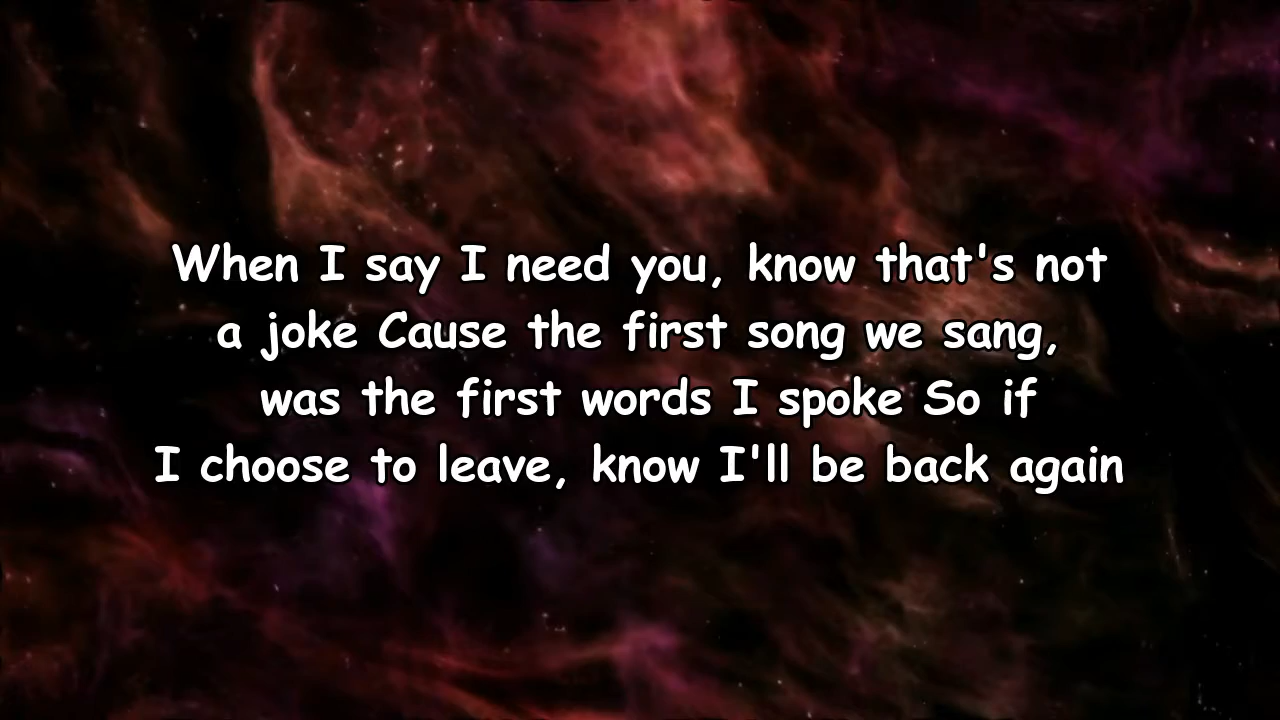 When I say I need you, know that's not
a joke Cause the first song we sang,
was the first words I spoke So if
I choose to leave, know I'll be back again